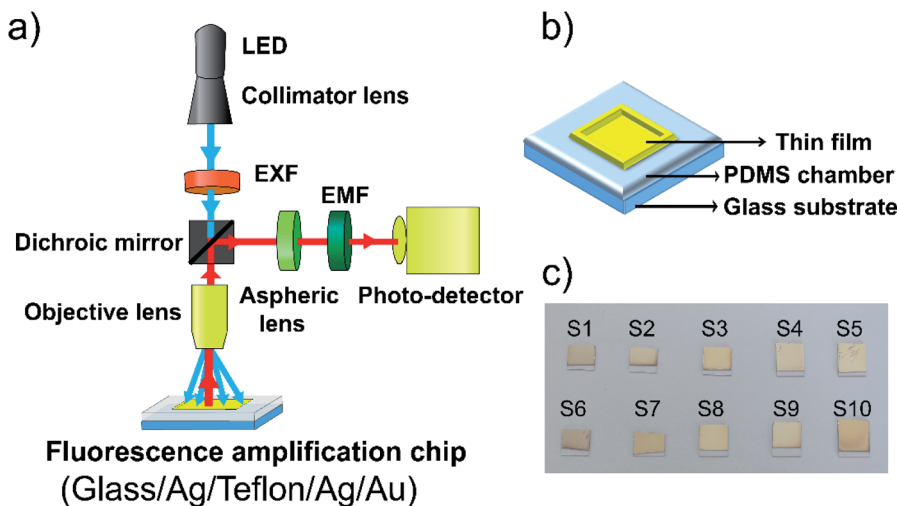 a)
LED
Collimator lens
EXF
EMF
Dichroic mirror
Objective lens
Aspheric
lens
Photo-detector
Fluorescence amplification chip
(Glass/Ag/Teflon/Ag/Au)
b)
Thin film
PDMS chamber
Glass substrate
c)
S1 S2 S3 S4 S5
S6 S7 S8 S9 S10